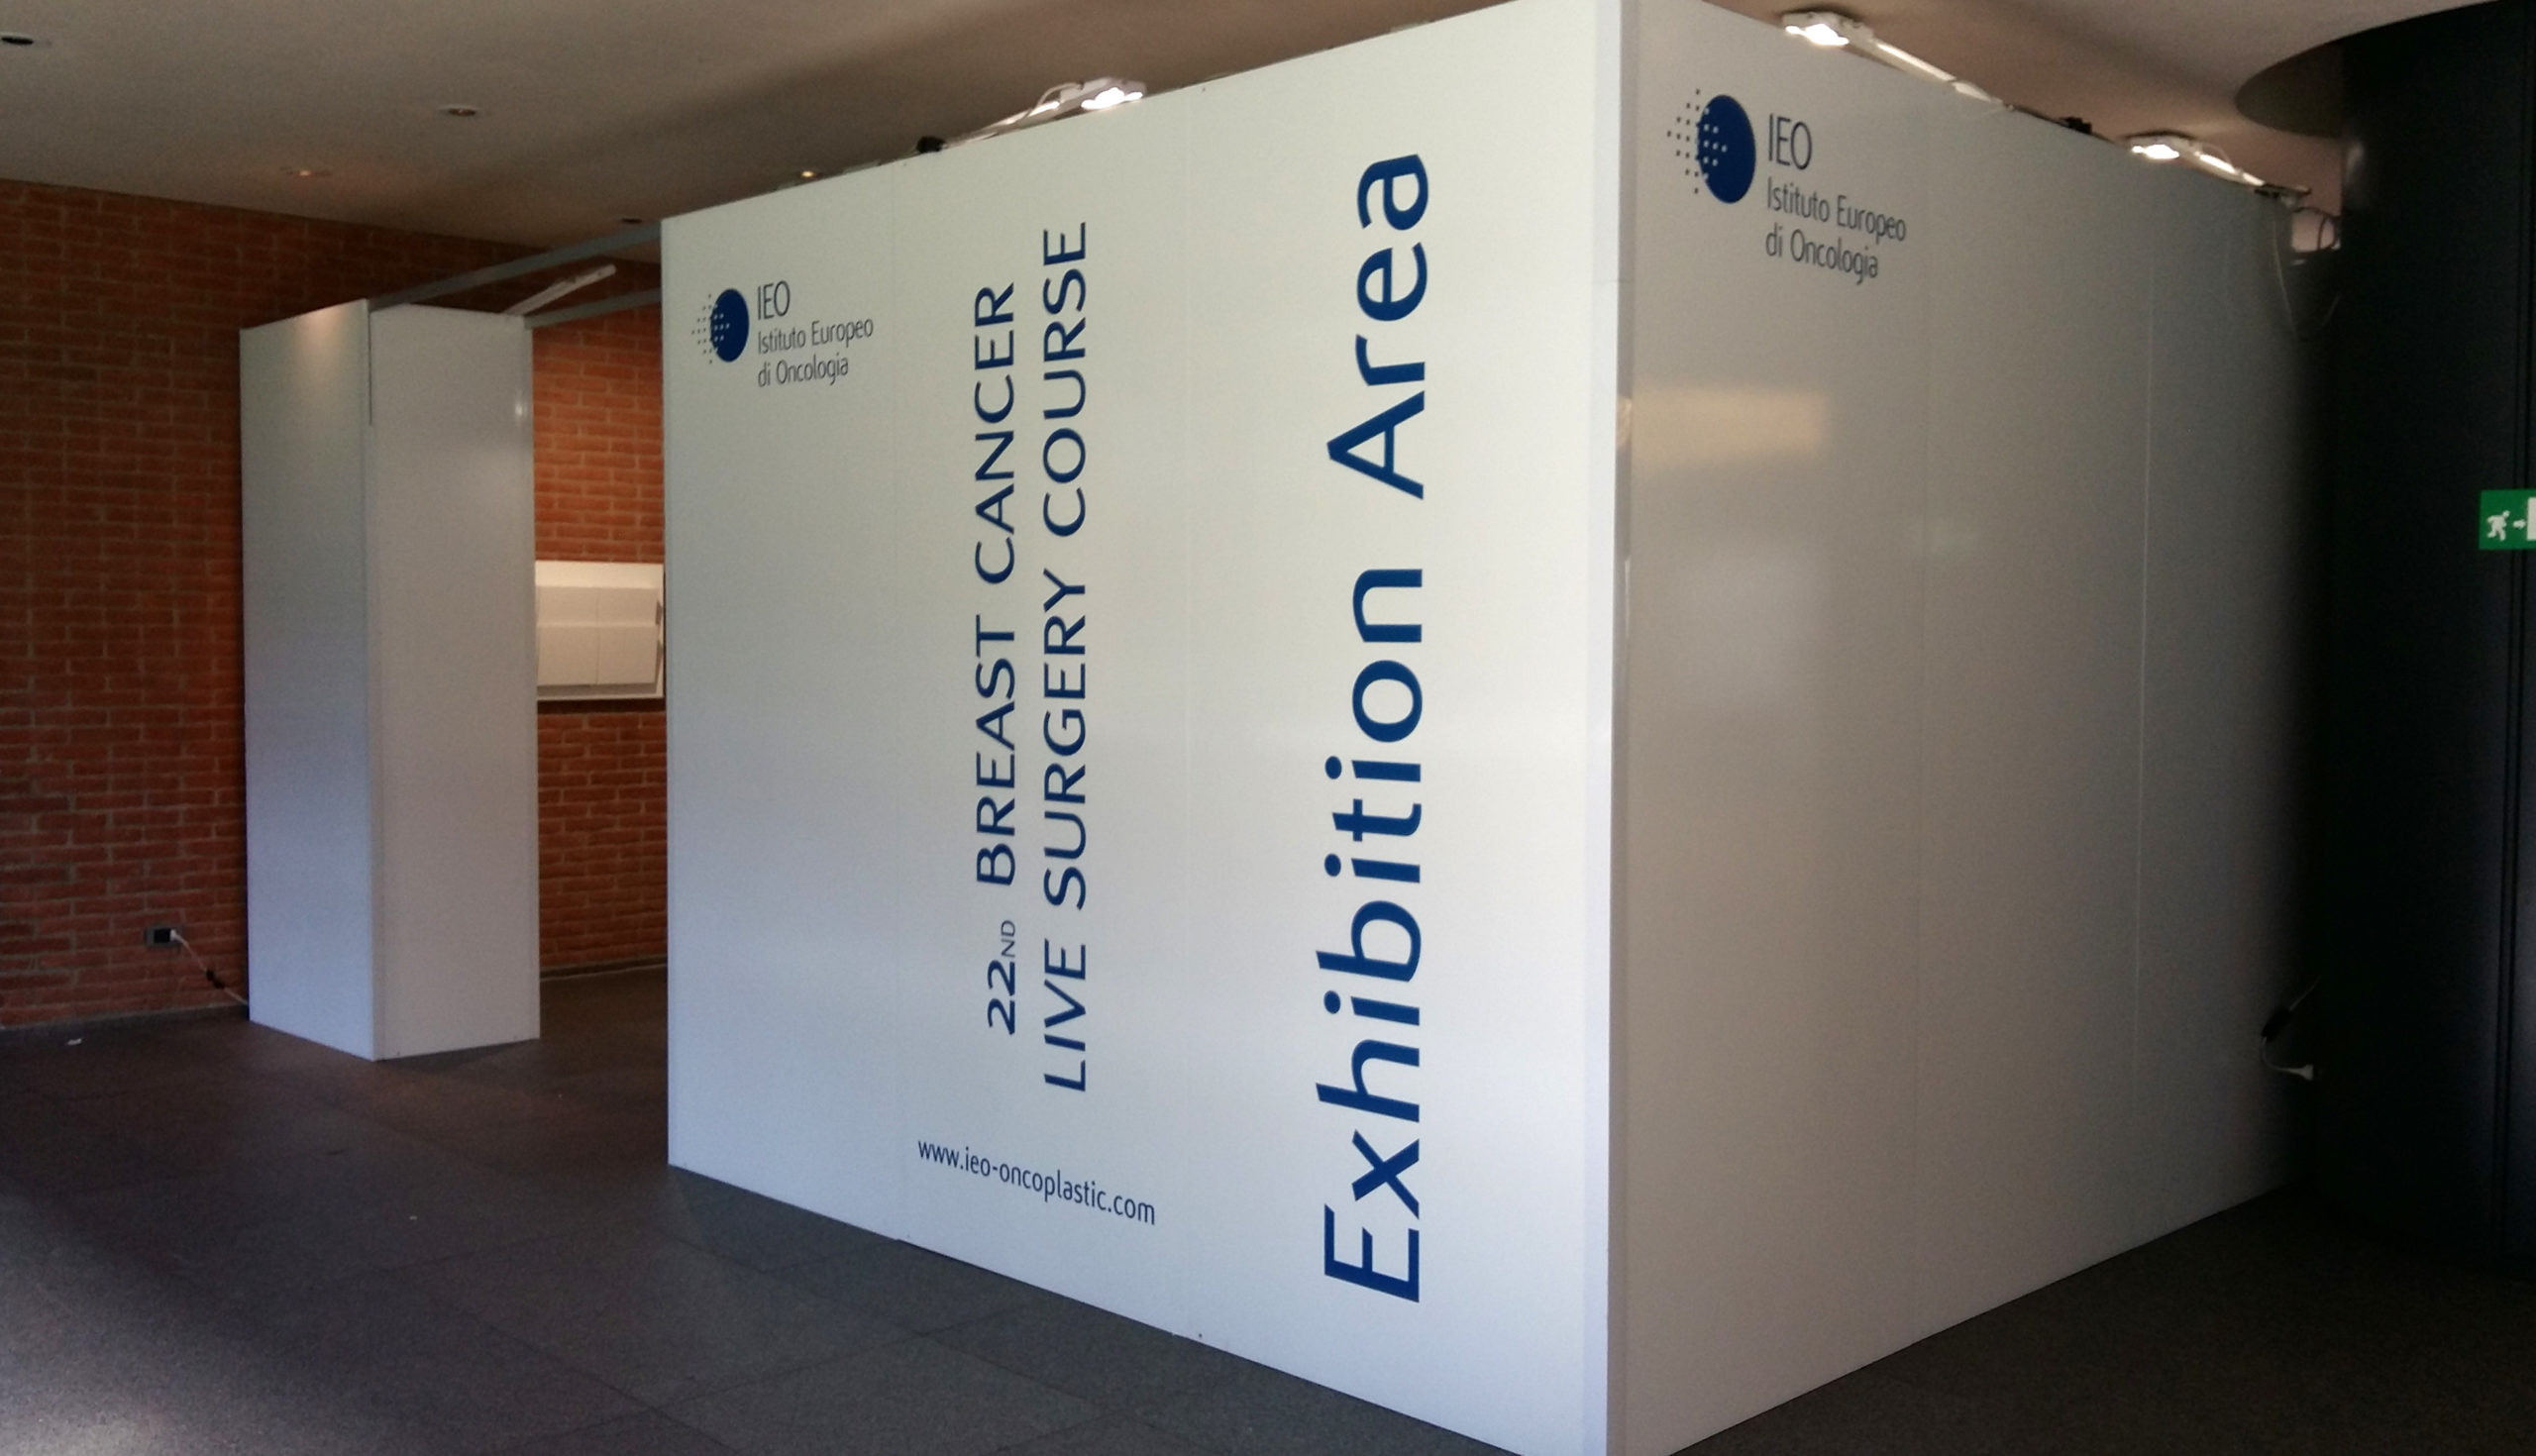 IEO
Istituto Europeo
di Oncologia
22ND BREAST CANCER
LIVE SURGERY COURSE
www.ieo-oncoplastic.com
Exhibition Area
IEO
Istituto Europeo
di Oncologia